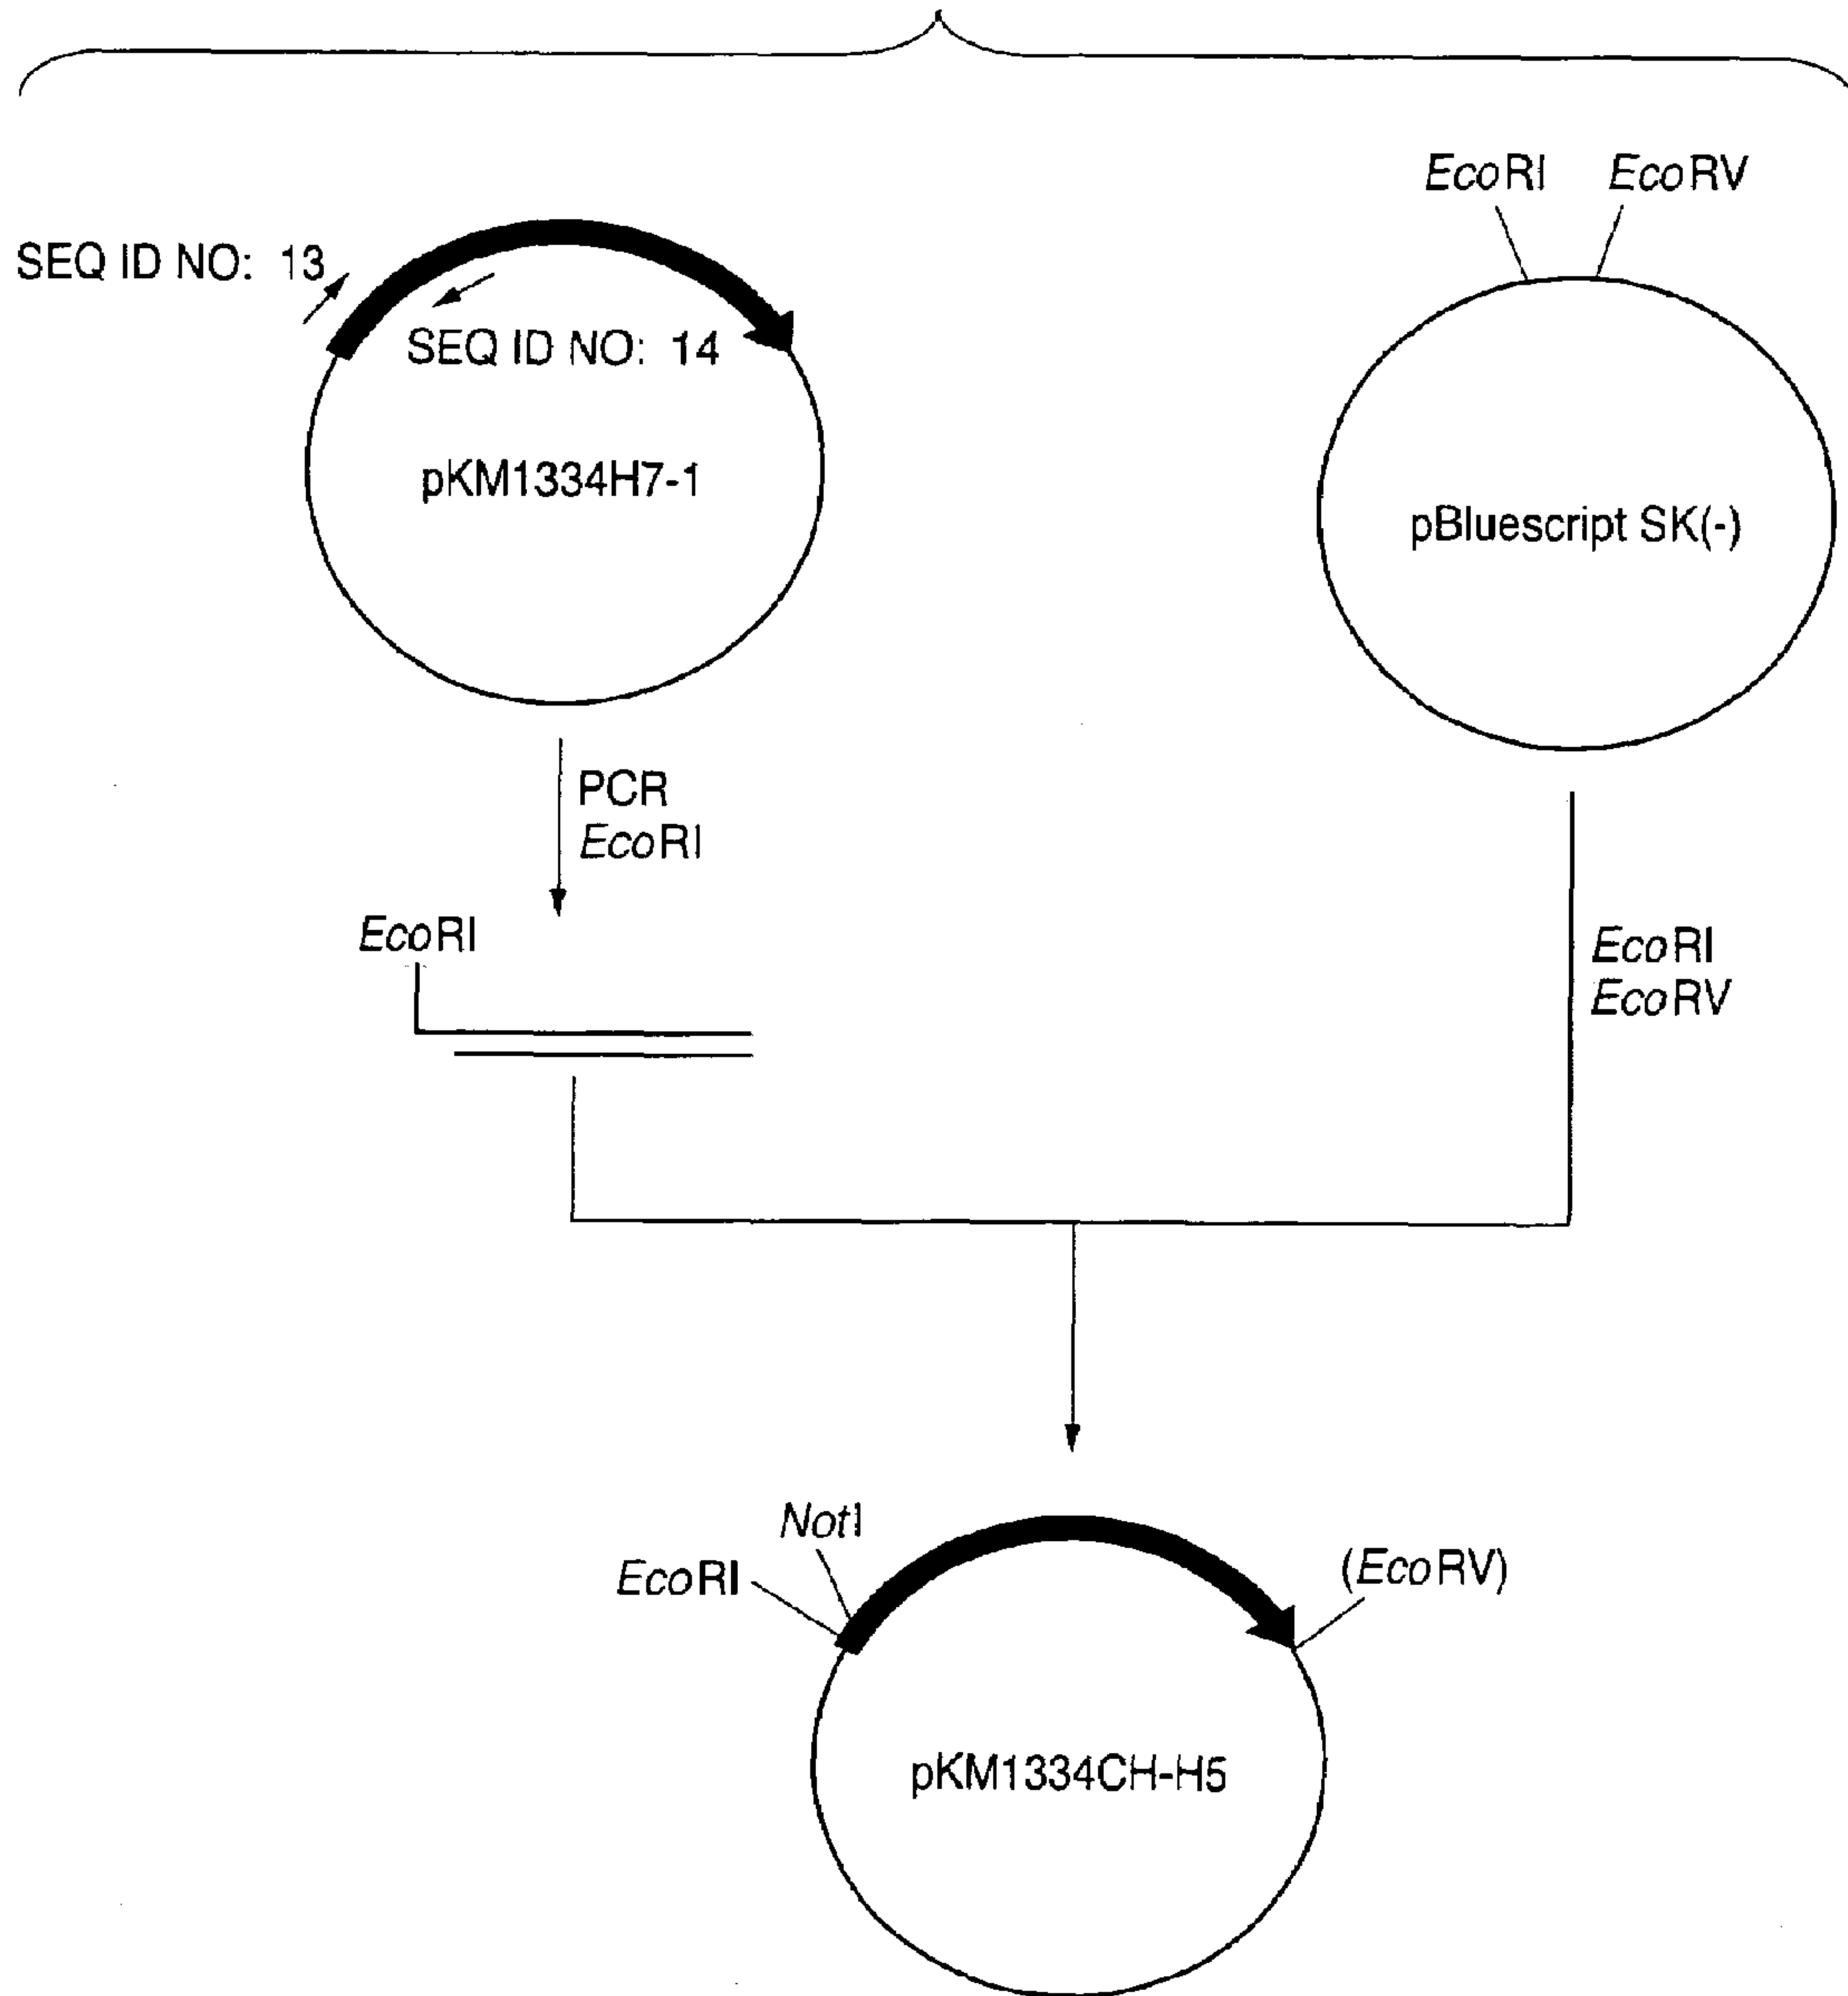 EcoRI EcoRV
SEQ ID NO: 13
SEQ ID NO: 14
pKM1334H7-1
pBluescript SK(-)
PCR
EcoRI
EcoRI
EcoRI
EcoRV
NotI
EcoRI
(EcoRV)
pKM1334CH-H5